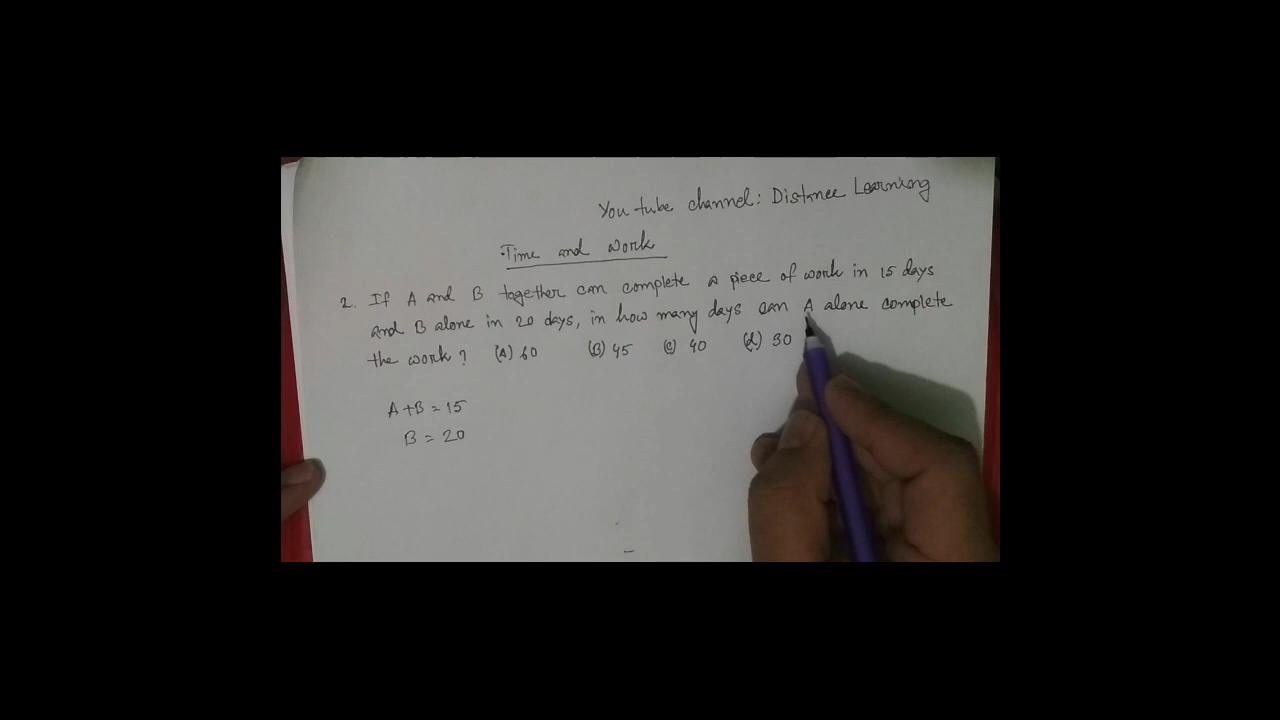 You tube channel: Distance Learning
Time and Work
2. If A and B together can complete a piece of work in 15 days
and B alone in 20 days, in how many days can A alone complete
the work? (A) 60 (B) 45 (C) 40 (d) 30
A+B = 15
B = 20